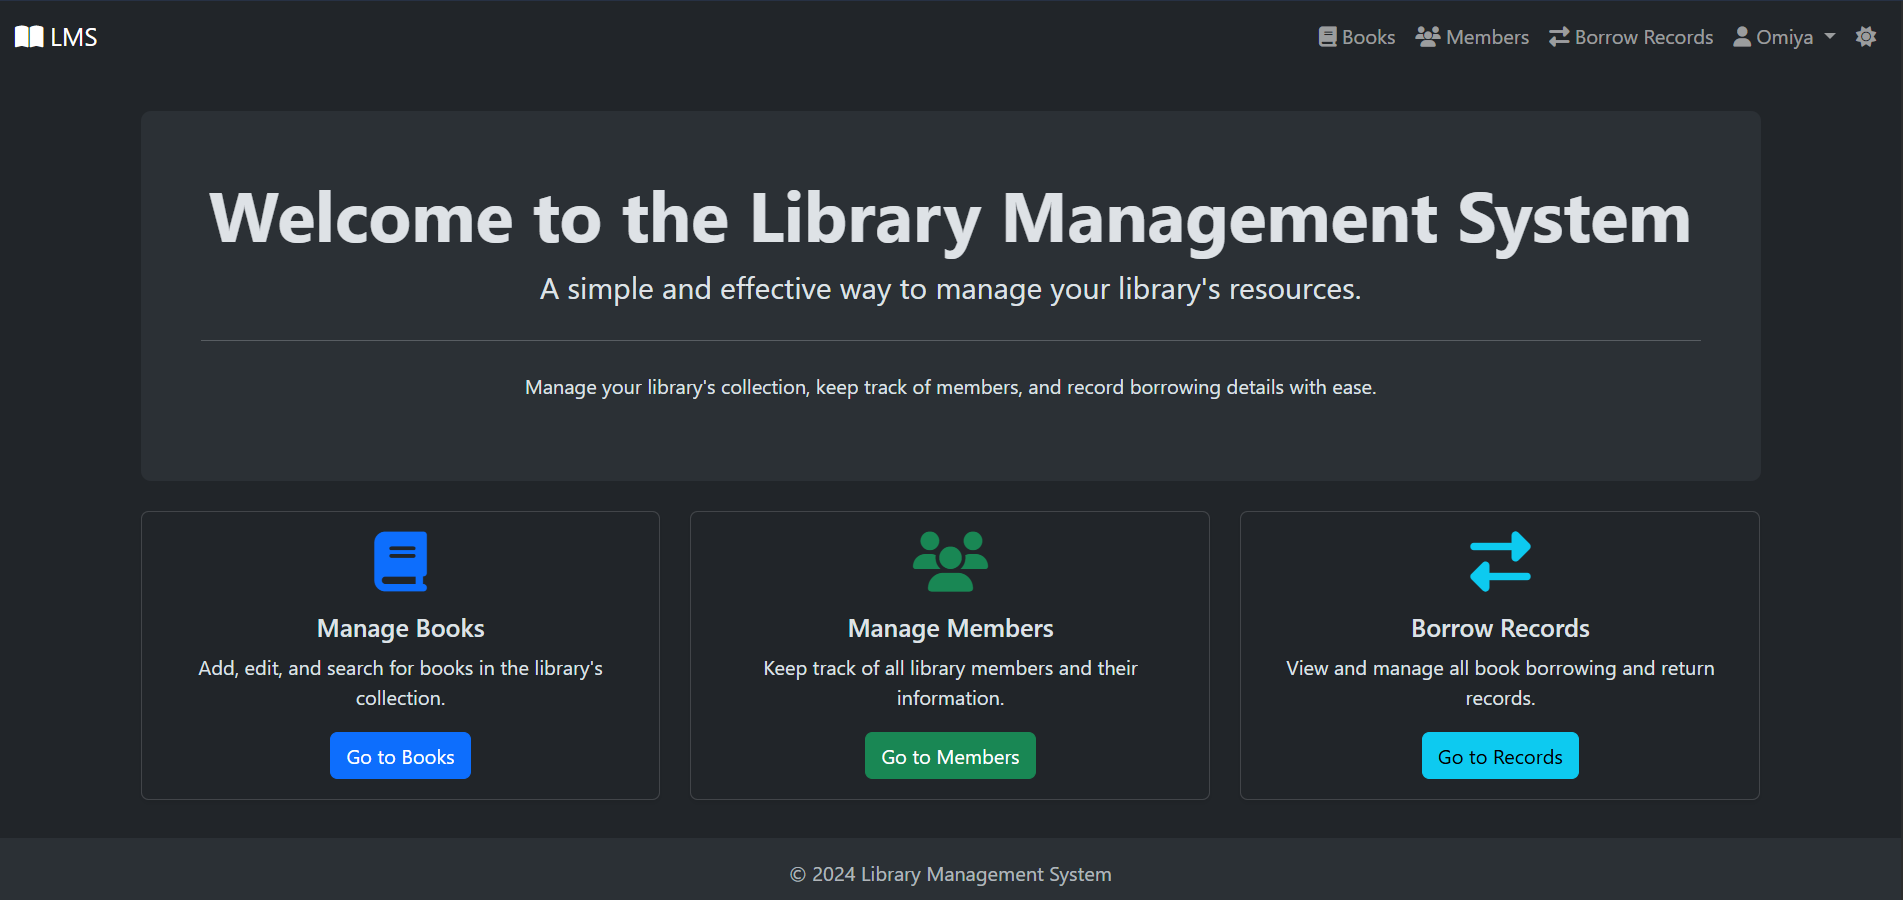 LMS
Books Members Borrow Records Omiya
Welcome to the Library Management System
A simple and effective way to manage your library's resources.
Manage your library's collection, keep track of members, and record borrowing details with ease.
Manage Books
Add, edit, and search for books in the library's
collection.
Go to Books
Manage Members
Keep track of all library members and their
information.
Go to Members
Borrow Records
View and manage all book borrowing and return
records.
Go to Records
© 2024 Library Management System